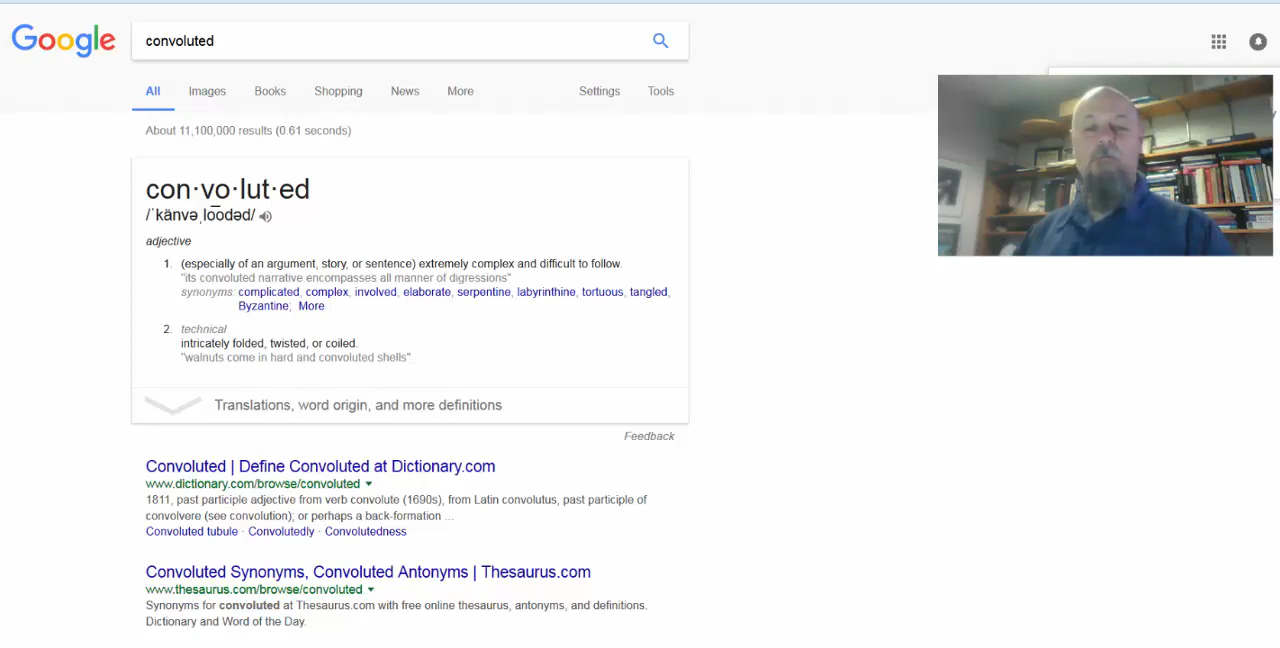 Google
convoluted
All Images Books Shopping News More Settings Tools
About 11,100,000 results (0.61 seconds)
con·vo·lut·ed
/ˈkänvəˌlo͞odəd/
adjective
1. (especially of an argument, story, or sentence) extremely complex and difficult to follow.
"its convoluted narrative encompasses all manner of digressions"
synonyms: complicated, complex, involved, elaborate, serpentine, labyrinthine, tortuous, tangled,
Byzantine; More
2. technical
intricately folded, twisted, or coiled.
"walnuts come in hard and convoluted shells"
Translations, word origin, and more definitions
Feedback
Convoluted | Define Convoluted at Dictionary.com
www.dictionary.com/browse/convoluted
1811, past participle adjective from verb convolute (1690s), from Latin convolutus, past participle of
convolvere (see convolution); or perhaps a back-formation ...
Convoluted tubule · Convolutedly · Convolutedness
Convoluted Synonyms, Convoluted Antonyms | Thesaurus.com
www.thesaurus.com/browse/convoluted
Synonyms for convoluted at Thesaurus.com with free online thesaurus, antonyms, and definitions.
Dictionary and Word of the Day.